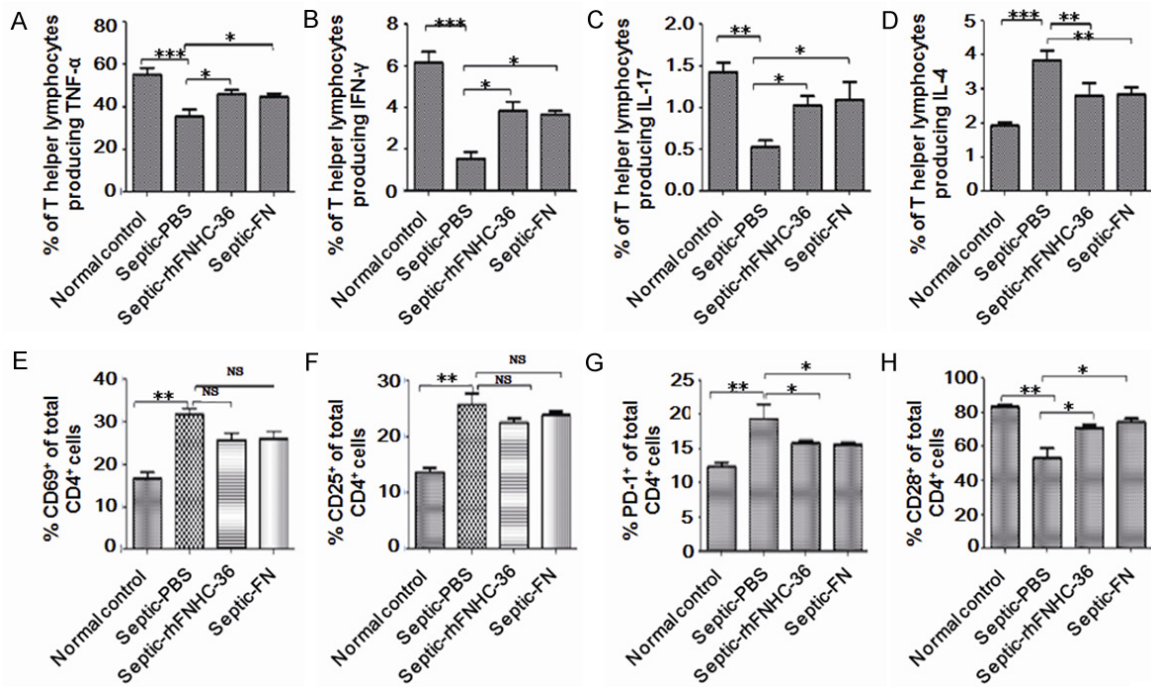 A
% of T helper lymphocytes
producing TNF-α
80
60
40
20
0
***
*
*
Normal control
Septic-PBS
Septic-rhFNHC-36
Septic-FN
B
% of T helper lymphocytes
producing IFN-γ
8
6
4
2
0
***
*
*
Normal control
Septic-PBS
Septic-rhFNHC-36
Septic-FN
C
% of T helper lymphocytes
producing IL-17
2.0
1.5
1.0
0.5
0.0
**
*
*
Normal control
Septic-PBS
Septic-rhFNHC-36
Septic-FN
D
% of T helper lymphocytes
producing IL-4
5
4
3
2
1
0
***
**
**
Normal control
Septic-PBS
Septic-rhFNHC-36
Septic-FN
E
% CD69⁺ of total
CD4⁺ cells
40
30
20
10
0
**
NS
NS
Normal control
Septic-PBS
Septic-rhFNHC-36
Septic-FN
F
% CD25⁺ of total
CD4⁺ cells
30
20
10
0
**
NS
NS
Normal control
Septic-PBS
Septic-rhFNHC-36
Septic-FN
G
% PD-1⁺ of total
CD4⁺ cells
25
20
15
10
5
0
**
*
*
Normal control
Septic-PBS
Septic-rhFNHC-36
Septic-FN
H
% CD28⁺ of total
CD4⁺ cells
100
80
60
40
20
0
**
*
*
Normal control
Septic-PBS
Septic-rhFNHC-36
Septic-FN